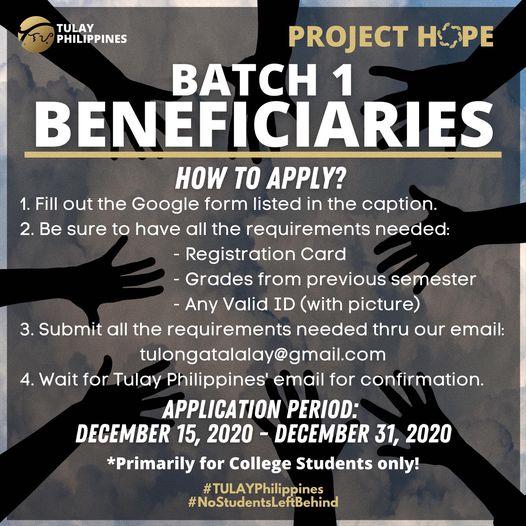 TULAY
PHILIPPINES
PROJECT HOPE
BATCH 1
BENEFICIARIES
HOW TO APPLY?
1. Fill out the Google form listed in the caption.
2. Be sure to have all the requirements needed:
- Registration Card
- Grades from previous semester
- Any Valid ID (with picture)
3. Submit all the requirements needed thru our email:
tulongatalalay@gmail.com
4. Wait for Tulay Philippines' email for confirmation.
APPLICATION PERIOD:
DECEMBER 15, 2020 - DECEMBER 31, 2020
*Primarily for College Students only!
#TULAYPhilippines
#NoStudentsLeftBehind